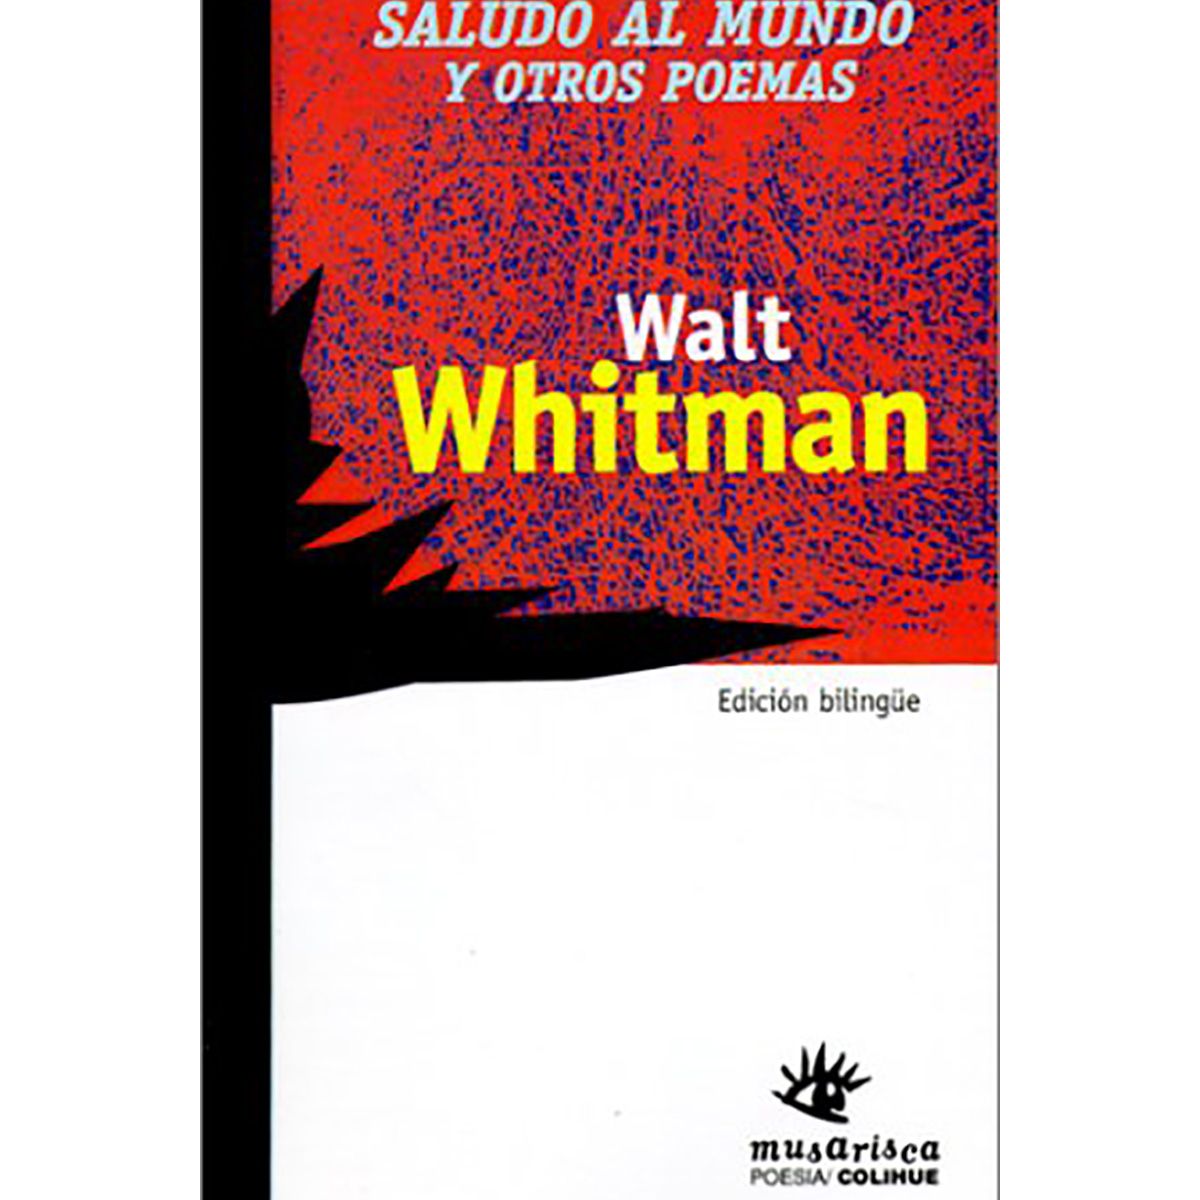 SALUDO AL MUNDO
Y OTROS POEMAS
Walt
Whitman
Edición bilingüe
musarisca
POESIA/ COLIHUE